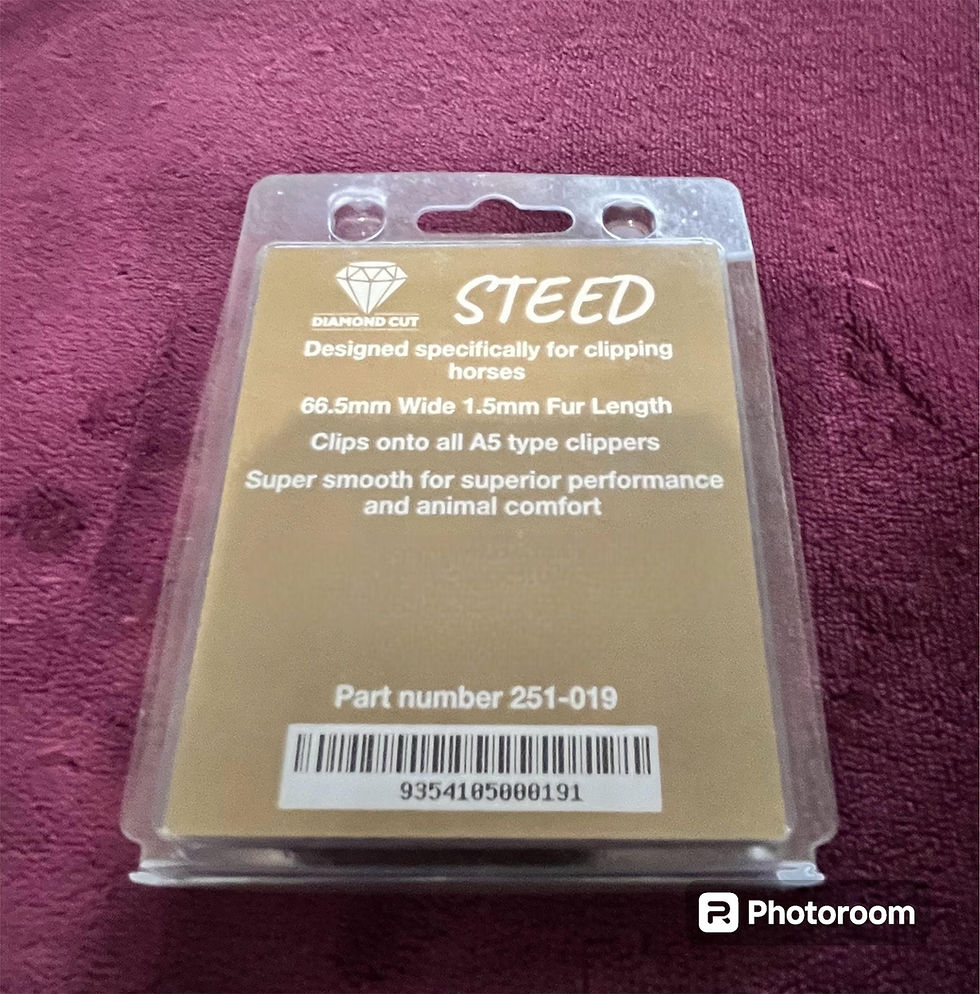 DIAMOND CUT
STEED
Designed specifically for clipping
horses
66.5mm Wide 1.5mm Fur Length
Clips onto all A5 type clippers
Super smooth for superior performance
and animal comfort
Part number 251-019
9354105000191
Photoroom